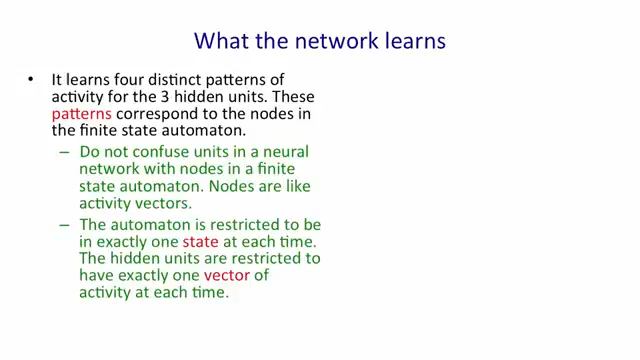 What the network learns
• It learns four distinct patterns of
activity for the 3 hidden units. These
patterns correspond to the nodes in
the finite state automaton.
– Do not confuse units in a neural
network with nodes in a finite
state automaton. Nodes are like
activity vectors.
– The automaton is restricted to be
in exactly one state at each time.
The hidden units are restricted to
have exactly one vector of
activity at each time.